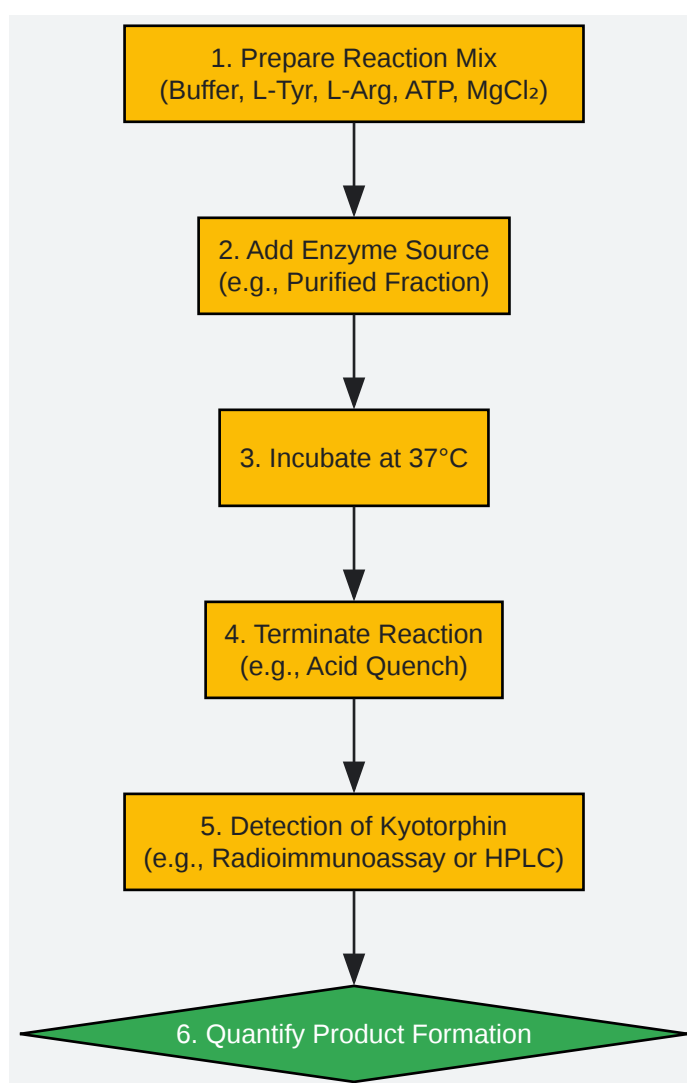 1. Prepare Reaction Mix
(Buffer, L-Tyr, L-Arg, ATP, MgCl₂)
2. Add Enzyme Source
(e.g., Purified Fraction)
3. Incubate at 37°C
4. Terminate Reaction
(e.g., Acid Quench)
5. Detection of Kyotorphin
(e.g., Radioimmunoassay or HPLC)
6. Quantify Product Formation